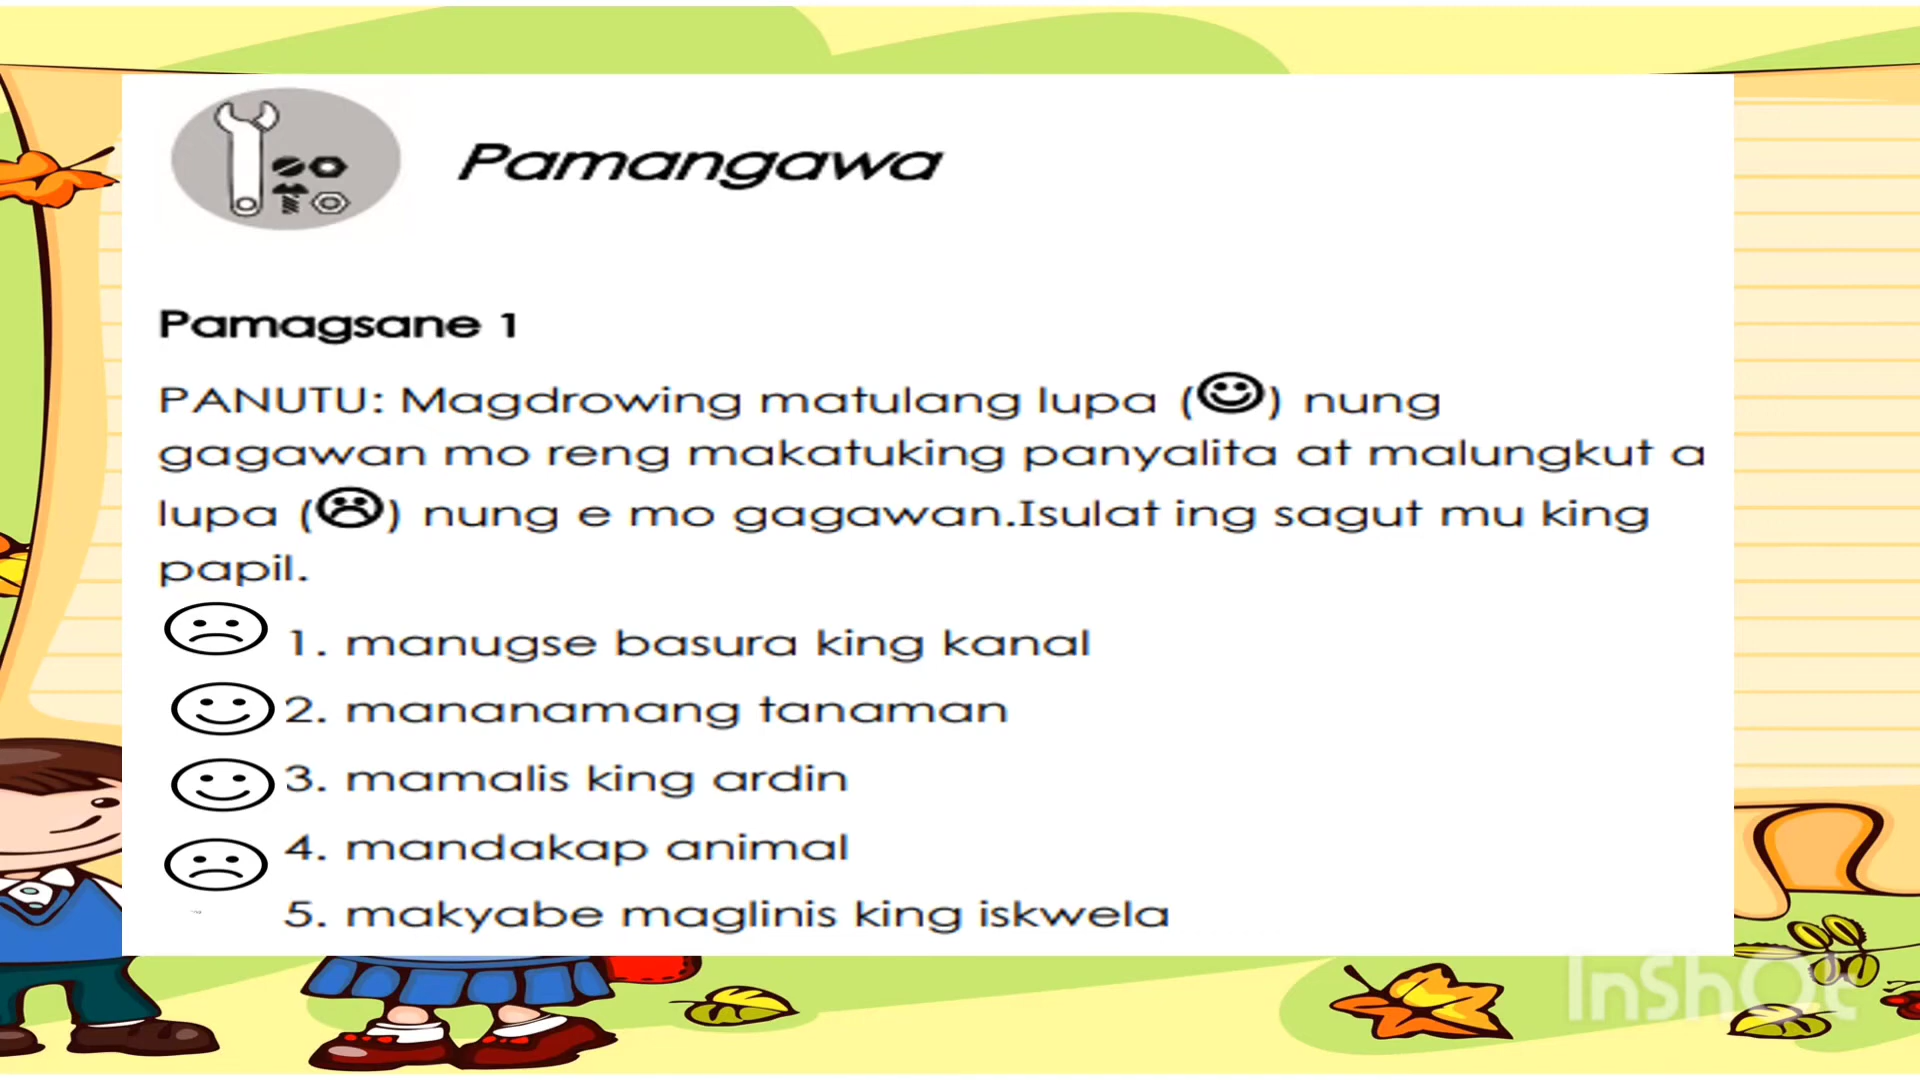 Pamangawa
Pamagsane 1
PANUTU: Magdrowing matulang lupa (☺) nung
gagawan mo reng makatuking panyalita at malungkut a
lupa (☹) nung e mo gagawan.Isulat ing sagut mu king
papil.
1. manugse basura king kanal
2. mananamang tanaman
3. mamalis king ardin
4. mandakap animal
5. makyabe maglinis king iskwela
InShOt